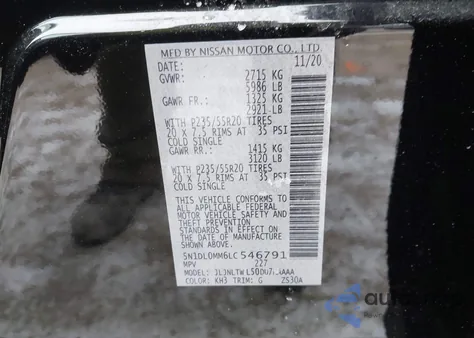 MFD BY NISSAN MOTOR CO., LTD
DATE: 11/20
GVWR: 2715 KG
5986 LB
GAWR FR.: 1325 KG
2921 LB
WITH P235/55R20 TIRES
20 x 7.5 RIMS AT 35 PSI
COLD SINGLE
GAWR RR.: 1415 KG
3120 LB
WITH P235/55R20 TIRES
20 x 7.5 RIMS AT 35 PSI
COLD SINGLE
THIS VEHICLE CONFORMS TO
ALL APPLICABLE FEDERAL
MOTOR VEHICLE SAFETY AND
THEFT PREVENTION
STANDARDS IN EFFECT ON
THE DATE OF MANUFACTURE
SHOWN ABOVE.
5N1DL0MM6LC546791
MPV 227
MODEL:
COLOR: KH3 TRIM: G ZS30A